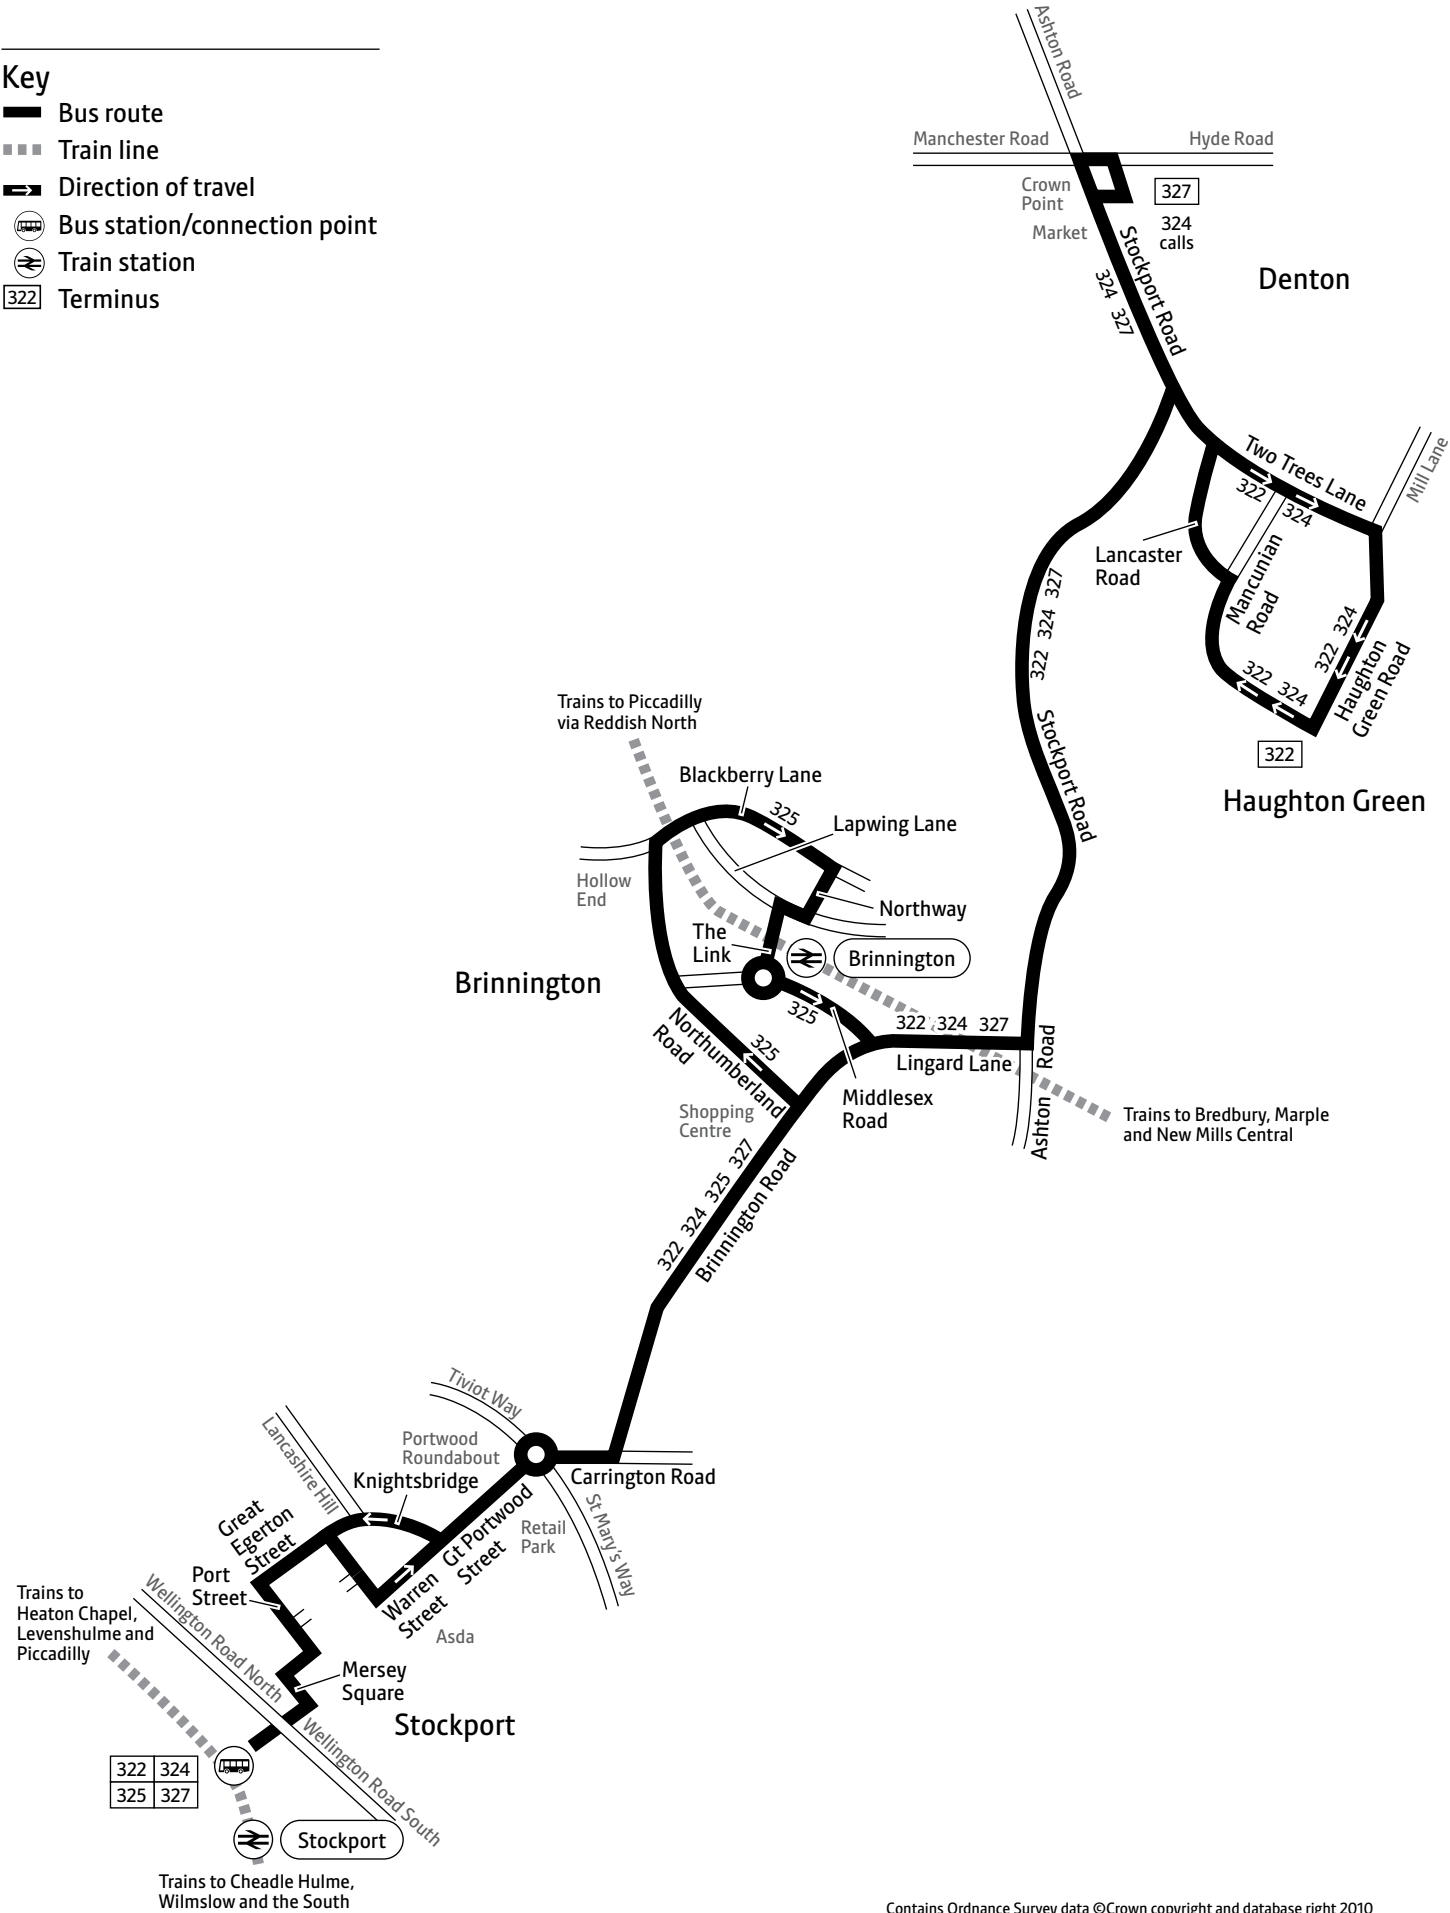 Key
Bus route
Train line
Direction of travel
Bus station/connection point
Train station
322 Terminus
Ashton Road
Manchester Road
Hyde Road
Crown
Point
Market
327
324
calls
Stockport Road
324 327
Denton
Two Trees Lane
Mill Lane
322
324
Lancaster
Road
Mancunian
Road
322 324
Haughton
Green Road
322 324
322
Haughton Green
322 324 327
Stockport Road
Trains to Piccadilly
via Reddish North
Blackberry Lane
325
Lapwing Lane
Hollow
End
Northway
The
Link
Brinnington
Brinnington
325
322 324 327
Lingard Lane
Ashton Road
Northumberland
Road
325
Middlesex
Road
Shopping
Centre
Trains to Bredbury, Marple
and New Mills Central
322 324 325 327
Brinnington Road
Tiviot Way
Portwood
Roundabout
Carrington Road
Lancashire Hill
Knightsbridge
Great
Egerton
Street
Gt Portwood
Street
Retail
Park
St Mary's Way
Port
Street
Warren
Street
Asda
Trains to
Heaton Chapel,
Levenshulme and
Piccadilly
Wellington Road North
Mersey
Square
Stockport
Wellington Road South
322 324
325 327
Stockport
Trains to Cheadle Hulme,
Wilmslow and the South
Contains Ordnance Survey data ©Crown copyright and database right 2010